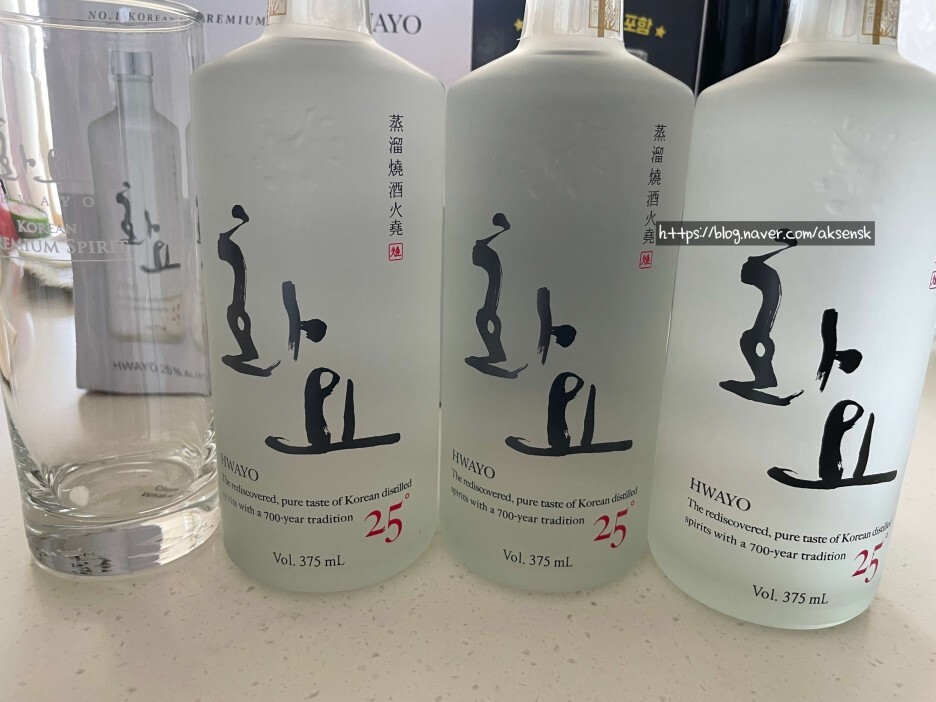 NO.1 KOREAN PREMIUM
HWAYO
포함
KOREAN
PREMIUM SPIRIT
화요
HWAYO 25
蒸溜燒酒火堯
화요
HWAYO
The rediscovered, pure taste of Korean distilled
spirits with a 700-year tradition
25°
Vol. 375 mL
蒸溜燒酒火堯
화요
HWAYO
The rediscovered, pure taste of Korean distilled
spirits with a 700-year tradition
25°
Vol. 375 mL
https://blog.naver.com/aksensk
화요
HWAYO
The rediscovered, pure taste of Korean distilled
spirits with a 700-year tradition
25°
Vol. 375 mL